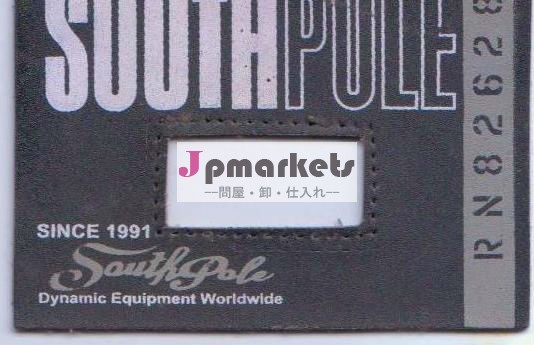 SOUTHPOLE
Jpmarkets
—問屋・卸・仕入れ—
SINCE 1991
SouthPole
Dynamic Equipment Worldwide
RN82628